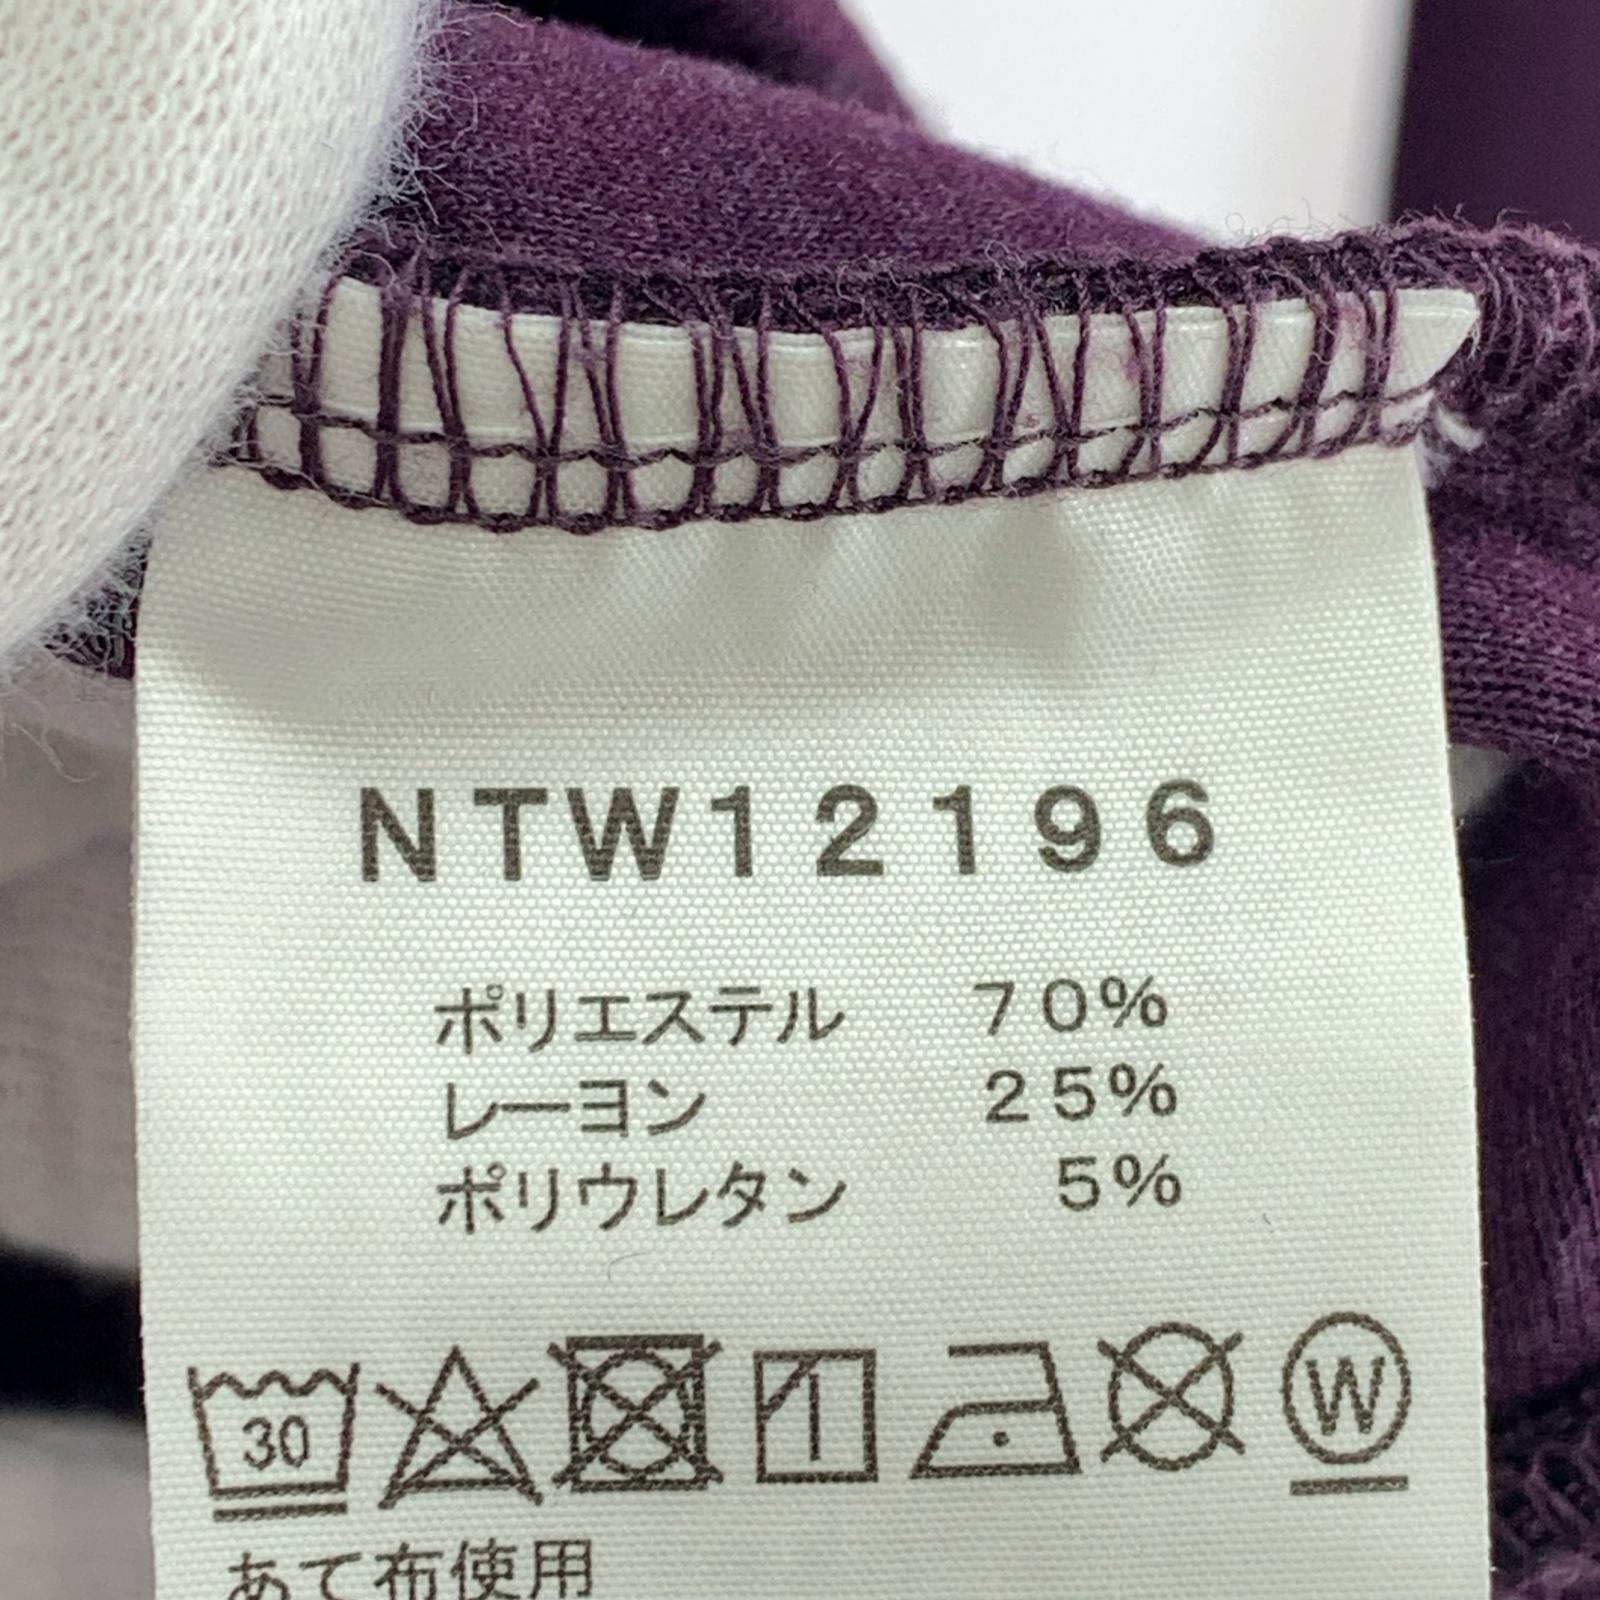 NTW12196
ポリエステル 70%
レーヨン 25%
ポリウレタン 5%
30 W
あて布使用